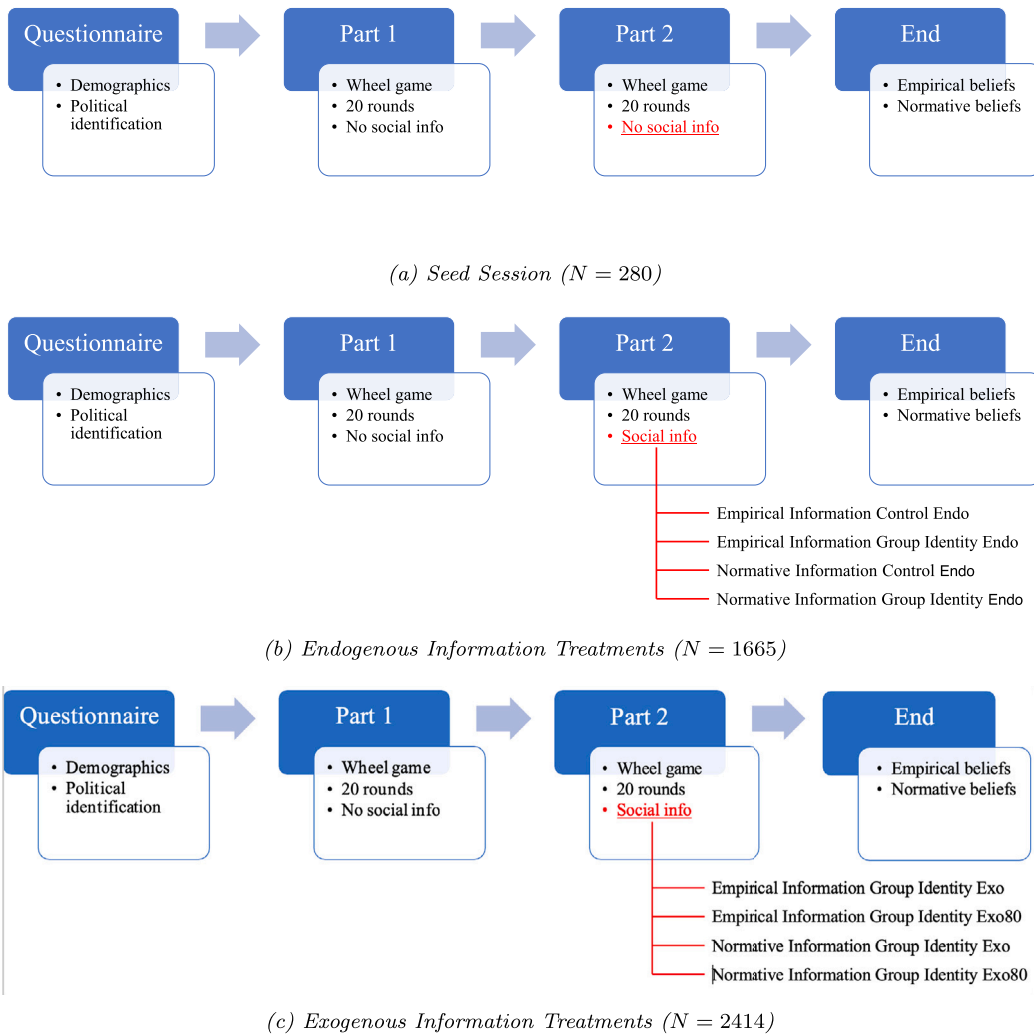 Questionnaire
• Demographics
• Political
identification
Part 1
• Wheel game
• 20 rounds
• No social info
Part 2
• Wheel game
• 20 rounds
• No social info
End
• Empirical beliefs
• Normative beliefs
(a) Seed Session (N = 280)
Questionnaire
• Demographics
• Political
identification
Part 1
• Wheel game
• 20 rounds
• No social info
Part 2
• Wheel game
• 20 rounds
• Social info
Empirical Information Control Endo
Empirical Information Group Identity Endo
Normative Information Control Endo
Normative Information Group Identity Endo
End
• Empirical beliefs
• Normative beliefs
(b) Endogenous Information Treatments (N = 1665)
Questionnaire
• Demographics
• Political
identification
Part 1
• Wheel game
• 20 rounds
• No social info
Part 2
• Wheel game
• 20 rounds
• Social info
Empirical Information Group Identity Exo
Empirical Information Group Identity Exo80
Normative Information Group Identity Exo
Normative Information Group Identity Exo80
End
• Empirical beliefs
• Normative beliefs
(c) Exogenous Information Treatments (N = 2414)